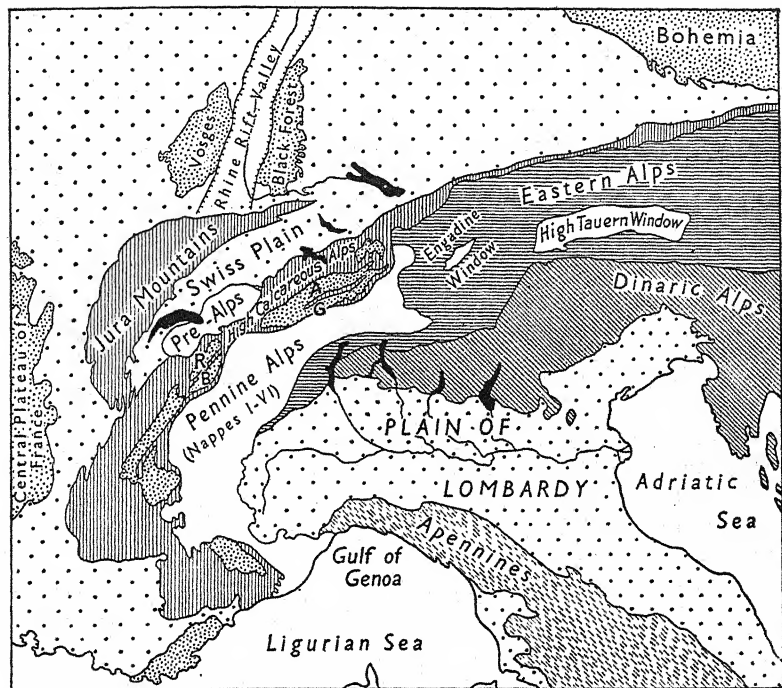 Bohemia
Vosges
Rhine Rift Valley
Black Forest
Eastern Alps
High Tauern Window
Engadine
Window
Dinaric Alps
Jura Mountains
Swiss Plain
Pre-Alps
High Calcareous Alps
A
G
R
B
Pennine Alps
(Nappes I-VI)
Central Plateau of
France
PLAIN OF
LOMBARDY
Adriatic
Sea
Apennines
Gulf of
Genoa
Ligurian Sea